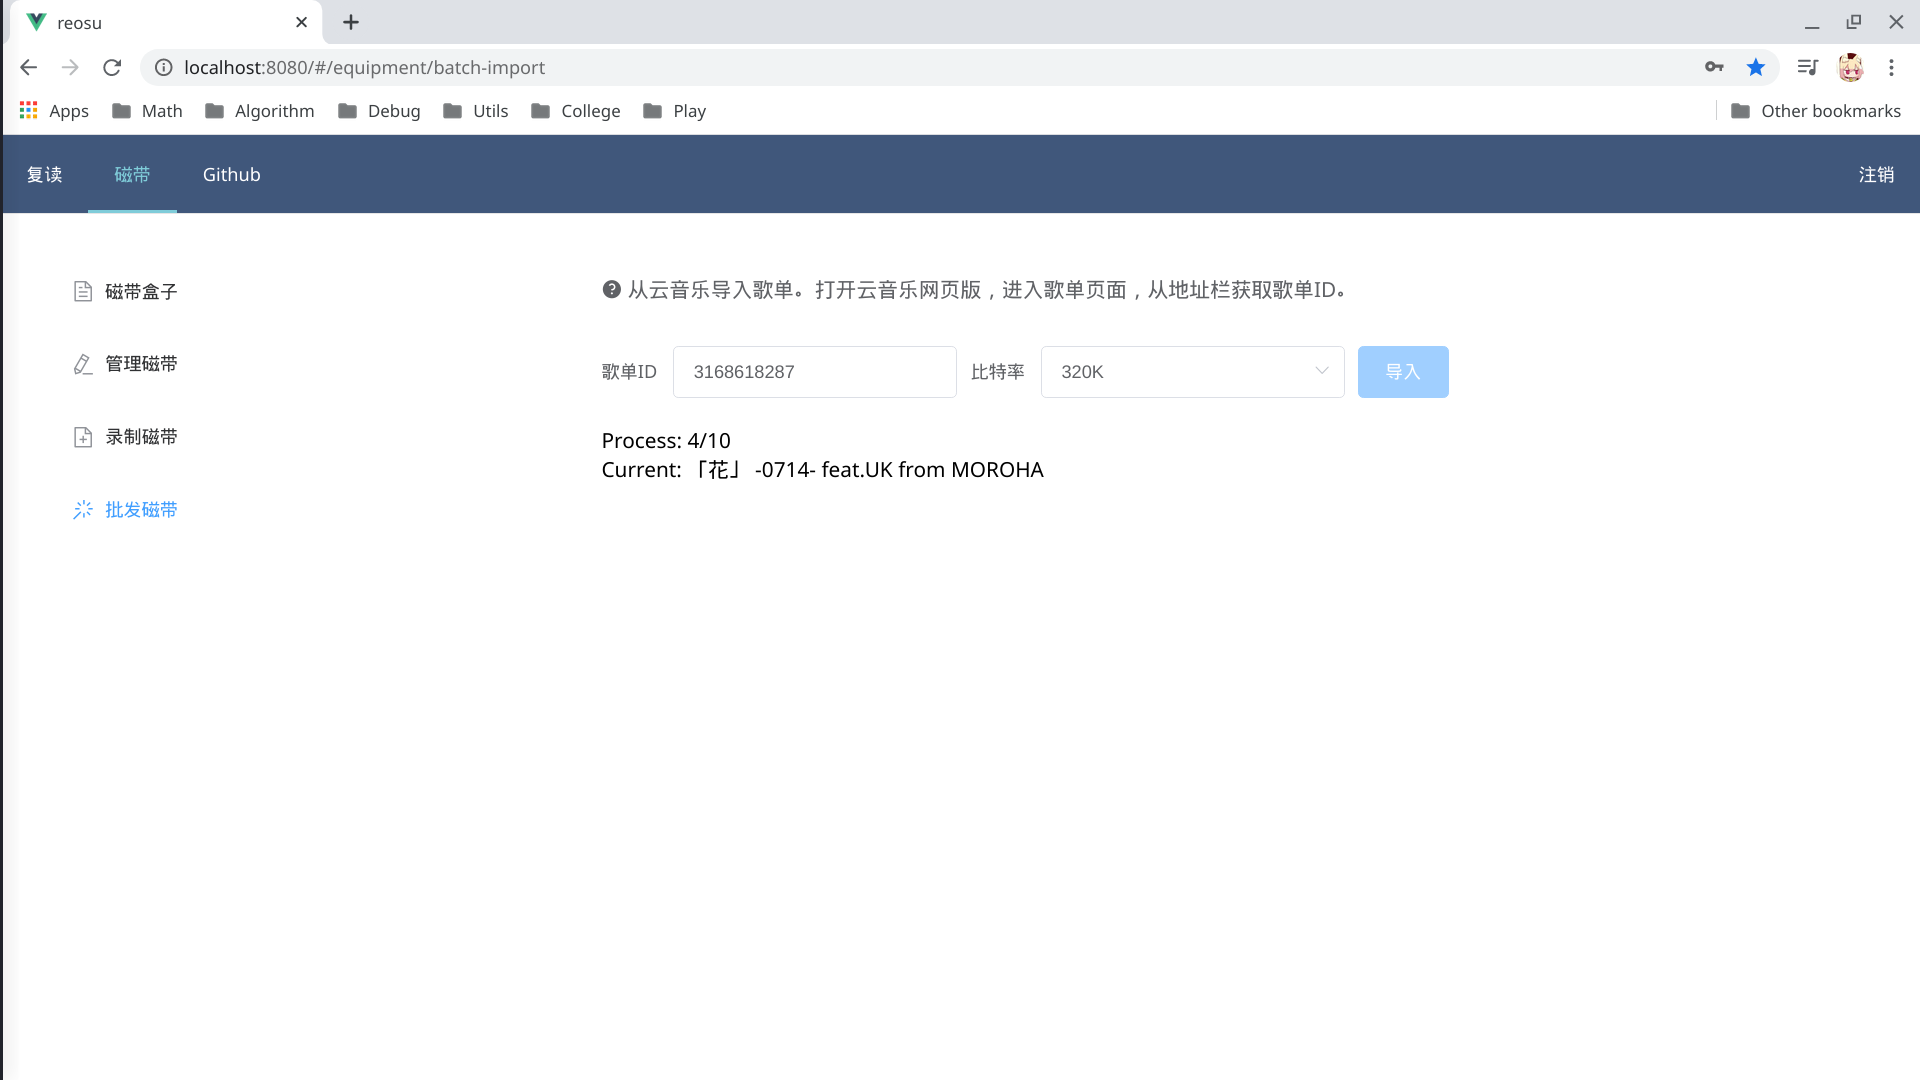 reosu
localhost:8080/#/equipment/batch-import
Apps Math Algorithm Debug Utils College Play Other bookmarks
复读 磁带 Github 注销
磁带盒子
管理磁带
录制磁带
批发磁带
从云音乐导入歌单。打开云音乐网页版，进入歌单页面，从地址栏获取歌单ID。
歌单ID 3168618287 比特率 320K 导入
Process: 4/10
Current: 「花」 -0714- feat.UK from MOROHA